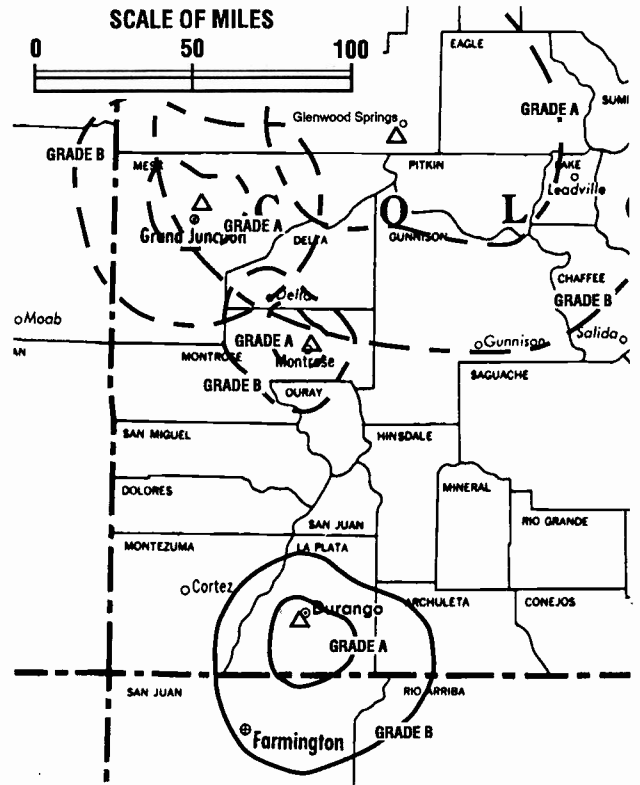 SCALE OF MILES
0 50 100
EAGLE
SUMI
GRADE A
Glenwood Springs
GRADE B
MESA
PITKIN
LAKE
Leadville
C O L
GRADE A
Grand Junction
DELTA
GUNNISON
CHAFFEE
Delta
GRADE B
Moab
GRADE A
Gunnison
Salida
AN
MONTROSE
Montrose
SAGUACHE
GRADE B
OURAY
SAN MIGUEL
HINSDALE
DOLORES
MINERAL
SAN JUAN
RIO GRANDE
MONTEZUMA
LA PLATA
Cortez
ARCHULETA
CONEJOS
Durango
GRADE A
SAN JUAN
RIO ARRIBA
GRADE B
Farmington